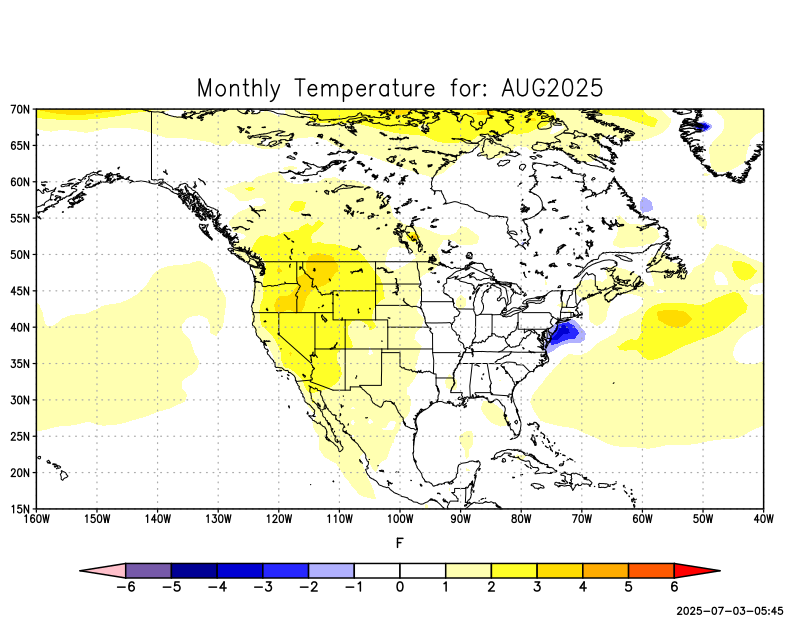 Monthly Temperature for: AUG2025
70N
65N
60N
55N
50N
45N
40N
35N
30N
25N
20N
15N
160W 150W 140W 130W 120W 110W 100W 90W 80W 70W 60W 50W 40W
F
-6 -5 -4 -3 -2 -1 0 1 2 3 4 5 6
2025-07-03-05:45